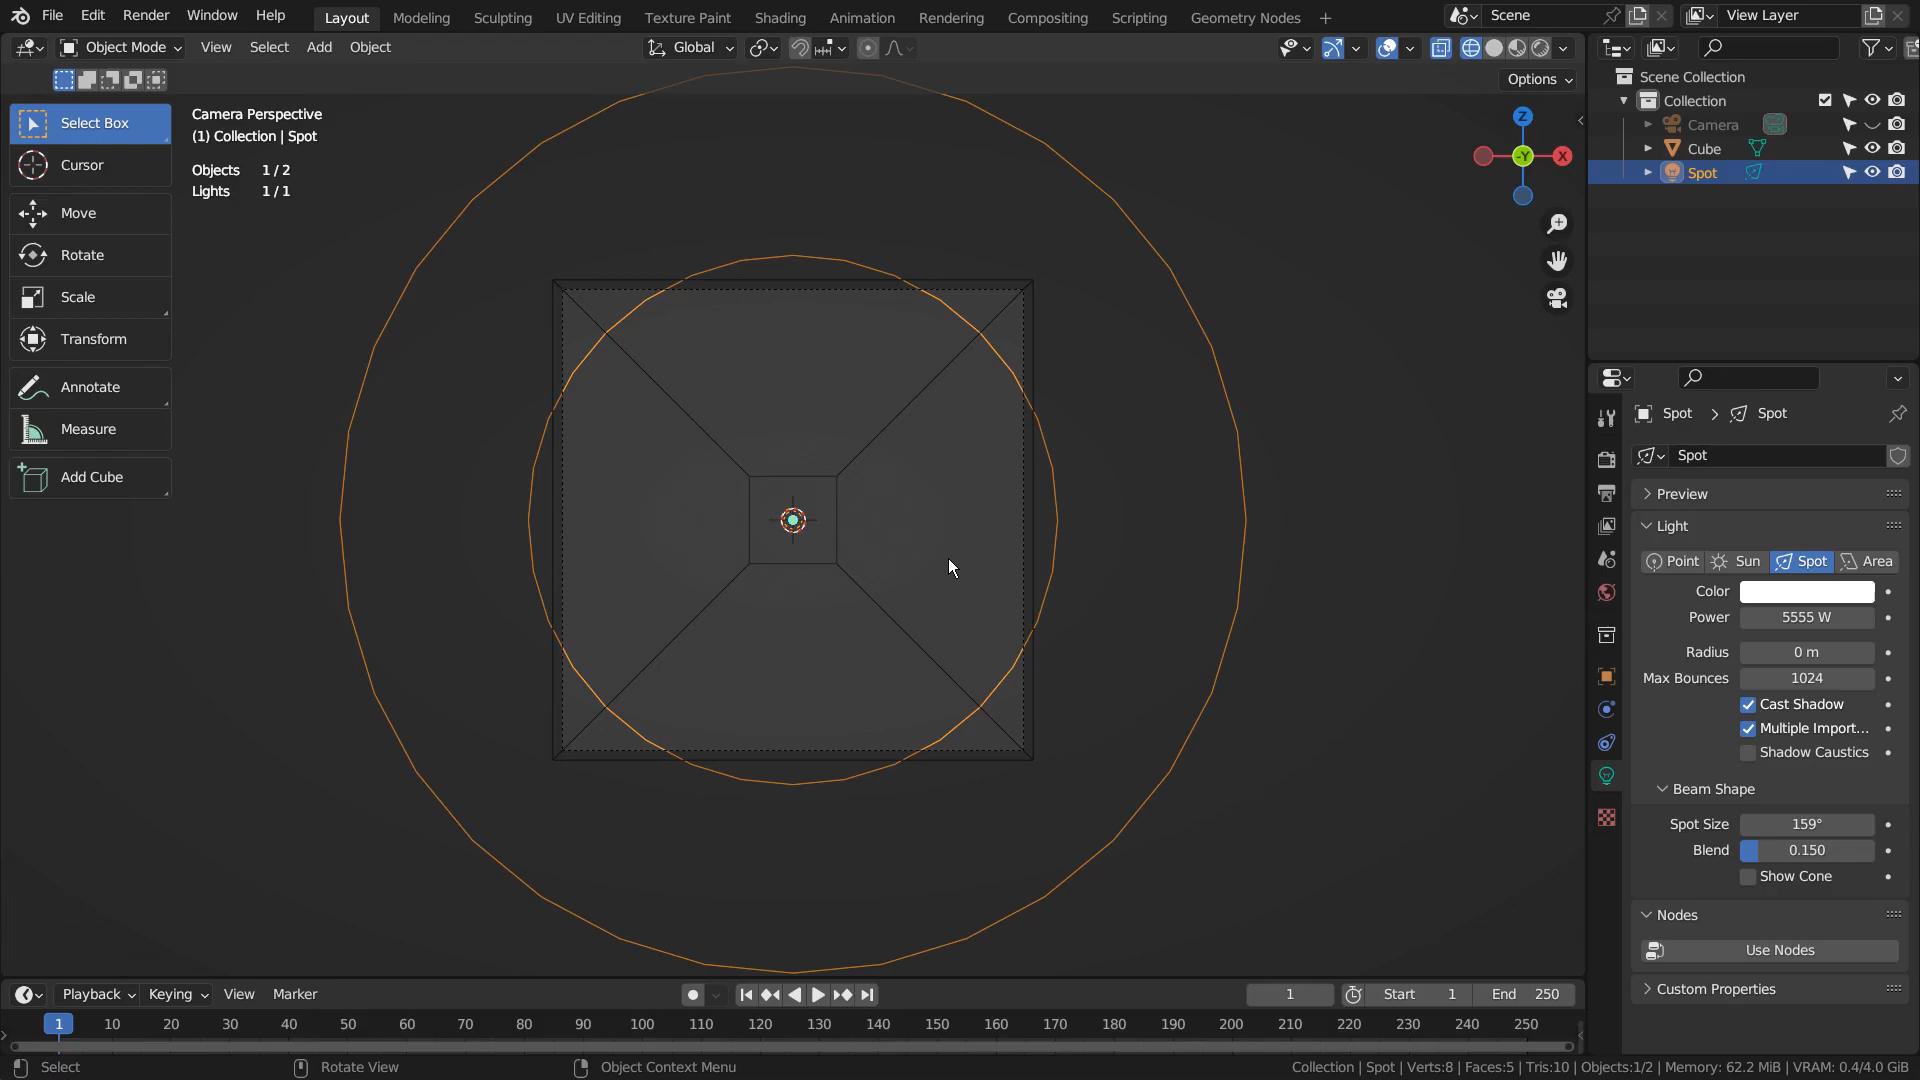 File Edit Render Window Help Layout Modeling Sculpting UV Editing Texture Paint Shading Animation Rendering Compositing Scripting Geometry Nodes + Scene View Layer
Object Mode View Select Add Object Global
Options
Select Box
Cursor
Move
Rotate
Scale
Transform
Annotate
Measure
Add Cube
Camera Perspective
(1) Collection | Spot
Objects 1 / 2
Lights 1 / 1
Z
-Y
X
Scene Collection
Collection
Camera
Cube
Spot
Spot > Spot
Spot
Preview
Light
Point Sun Spot Area
Color
Power 5555 W
Radius 0 m
Max Bounces 1024
Cast Shadow
Multiple Import...
Shadow Caustics
Beam Shape
Spot Size 159°
Blend 0.150
Show Cone
Nodes
Use Nodes
Custom Properties
Playback Keying View Marker 1 Start 1 End 250
1 10 20 30 40 50 60 70 80 90 100 110 120 130 140 150 160 170 180 190 200 210 220 230 240 250
Select Rotate View Object Context Menu Collection | Spot | Verts:8 | Faces:5 | Tris:10 | Objects:1/2 | Memory: 62.2 MiB | VRAM: 0.4/4.0 GiB